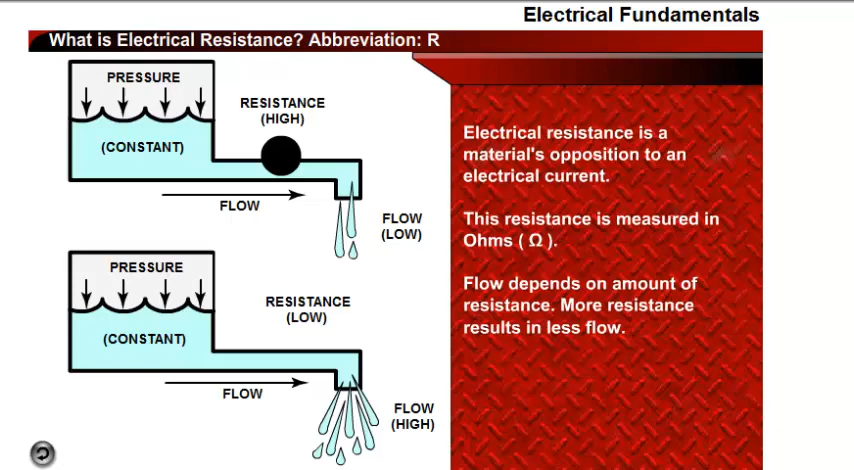 Electrical Fundamentals
What is Electrical Resistance? Abbreviation: R
PRESSURE
(CONSTANT)
RESISTANCE
(HIGH)
FLOW
FLOW
(LOW)
PRESSURE
(CONSTANT)
RESISTANCE
(LOW)
FLOW
FLOW
(HIGH)
Electrical resistance is a
material's opposition to an
electrical current.
This resistance is measured in
Ohms ( Ω ).
Flow depends on amount of
resistance. More resistance
results in less flow.